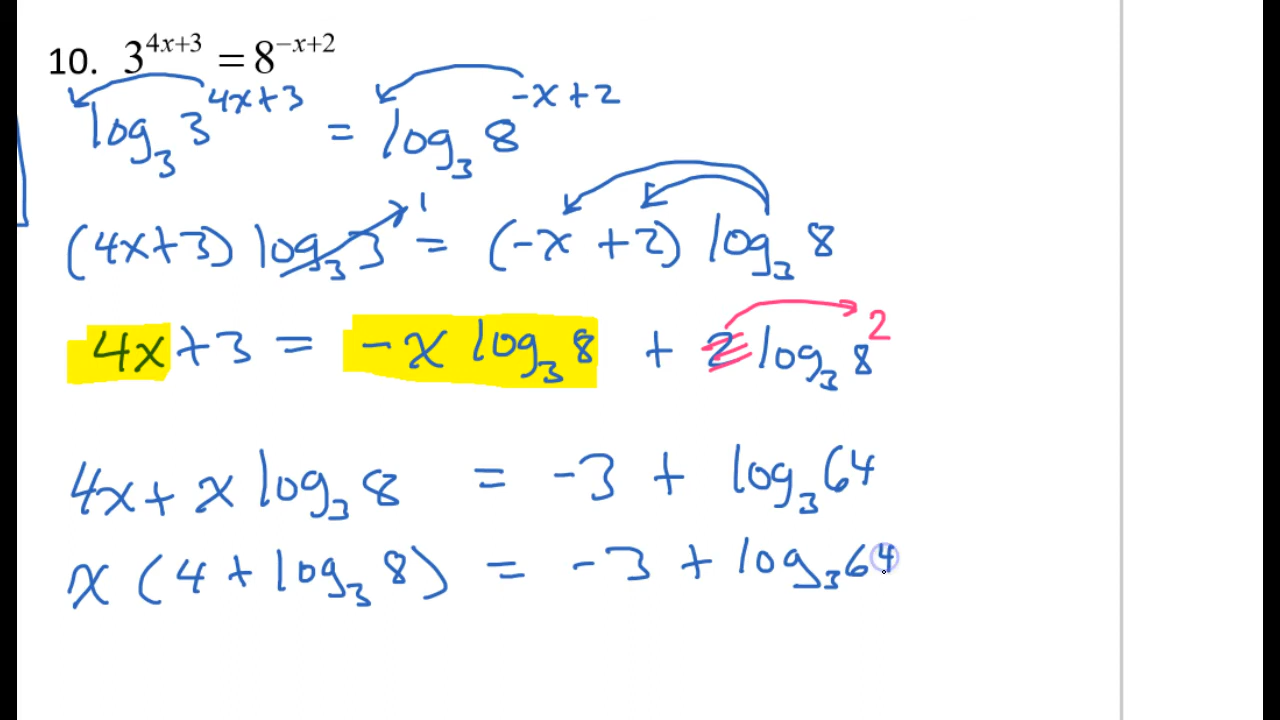 10. 3^{4x+3} = 8^{-x+2}
log_3 3^{4x+3} = log_3 8^{-x+2}
(4x+3) log_3 3^1 = (-x+2) log_3 8
4x+3 = -x log_3 8 + 2 log_3 8^2
4x + x log_3 8 = -3 + log_3 64
x (4 + log_3 8) = -3 + log_3 64